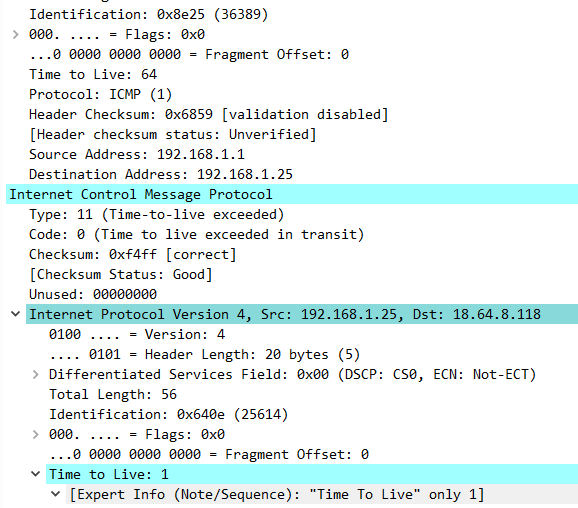 Identification: 0x8e25 (36389)
000. .... = Flags: 0x0
...0 0000 0000 0000 = Fragment Offset: 0
Time to Live: 64
Protocol: ICMP (1)
Header Checksum: 0x6859 [validation disabled]
[Header checksum status: Unverified]
Source Address: 192.168.1.1
Destination Address: 192.168.1.25
Internet Control Message Protocol
Type: 11 (Time-to-live exceeded)
Code: 0 (Time to live exceeded in transit)
Checksum: 0xf4ff [correct]
[Checksum Status: Good]
Unused: 00000000
Internet Protocol Version 4, Src: 192.168.1.25, Dst: 18.64.8.118
0100 .... = Version: 4
.... 0101 = Header Length: 20 bytes (5)
Differentiated Services Field: 0x00 (DSCP: CS0, ECN: Not-ECT)
Total Length: 56
Identification: 0x640e (25614)
000. .... = Flags: 0x0
...0 0000 0000 0000 = Fragment Offset: 0
Time to Live: 1
[Expert Info (Note/Sequence): "Time To Live" only 1]